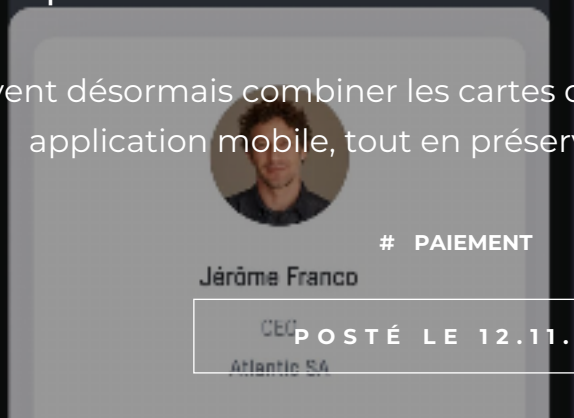 vent désormais combiner les cartes
application mobile, tout en préser
# PAIEMENT
Jérôme Franco
CEO
POSTÉ LE 12.11.
Atlantic SA